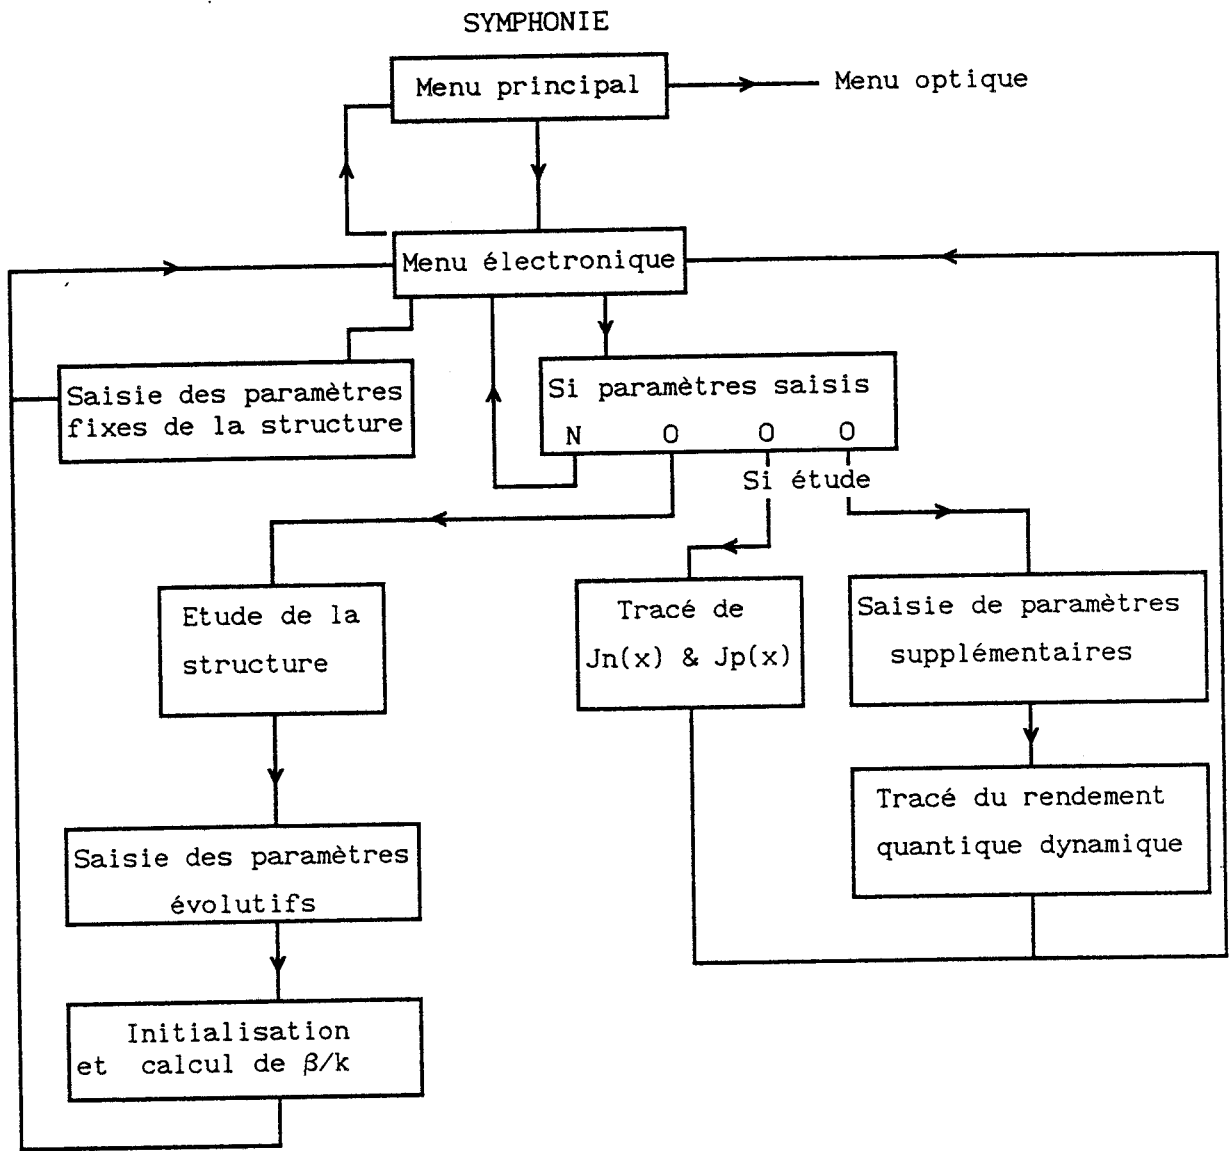 SYMPHONIE
Menu principal
Menu optique
Menu électronique
Saisie des paramètres
fixes de la structure
Si paramètres saisis
N O O O
Si étude
Etude de la
structure
Tracé de
Jn(x) & Jp(x)
Saisie de paramètres
supplémentaires
Tracé du rendement
quantique dynamique
Saisie des paramètres
évolutifs
Initialisation
et calcul de β/k